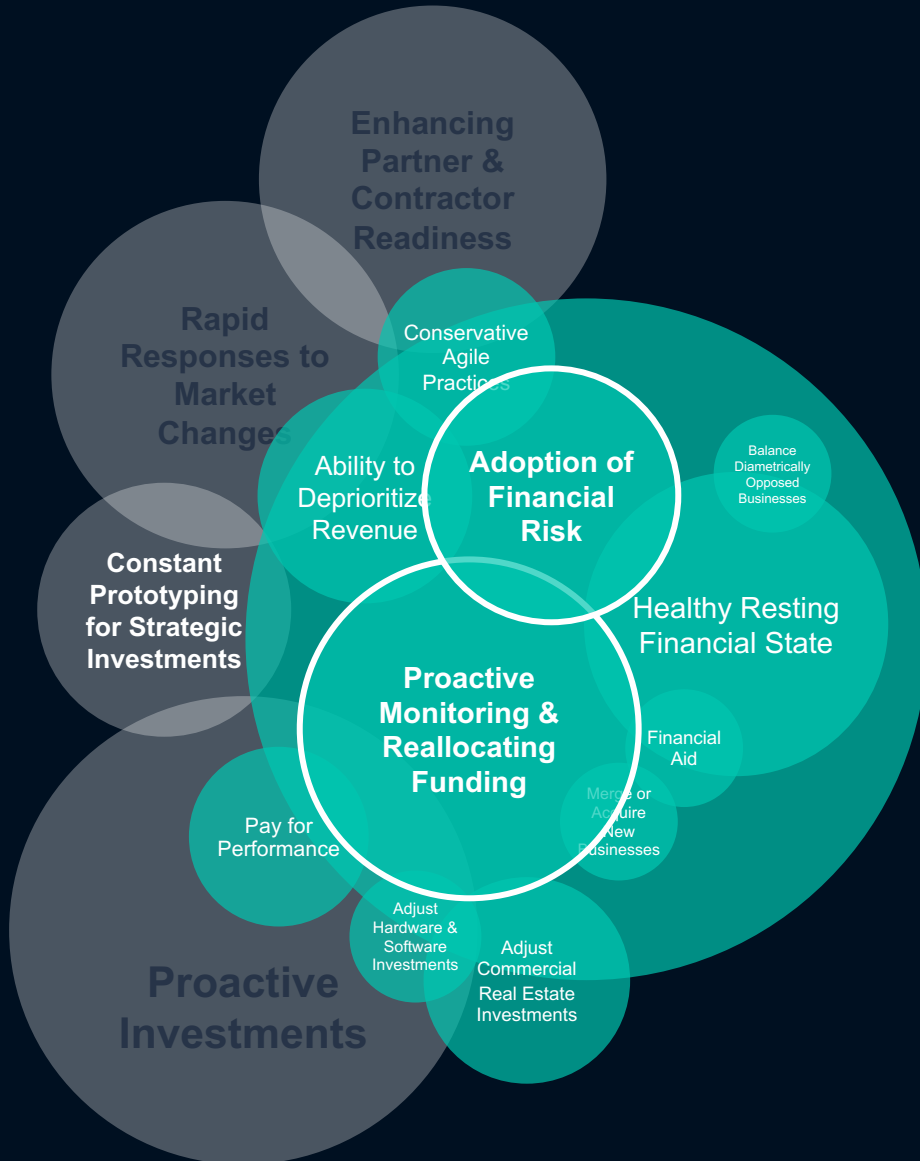 Enhancing
Partner &
Contractor
Readiness
Rapid
Responses to
Market
Changes
Conservative
Agile
Practices
Ability to
Deprioritize
Revenue
Adoption of
Financial
Risk
Balance
Diametrically
Opposed
Businesses
Constant
Prototyping
for Strategic
Investments
Healthy Resting
Financial State
Proactive
Monitoring &
Reallocating
Funding
Financial
Aid
Merge or
Acquire
New
Businesses
Pay for
Performance
Adjust
Hardware &
Software
Investments
Adjust
Commercial
Real Estate
Investments
Proactive
Investments